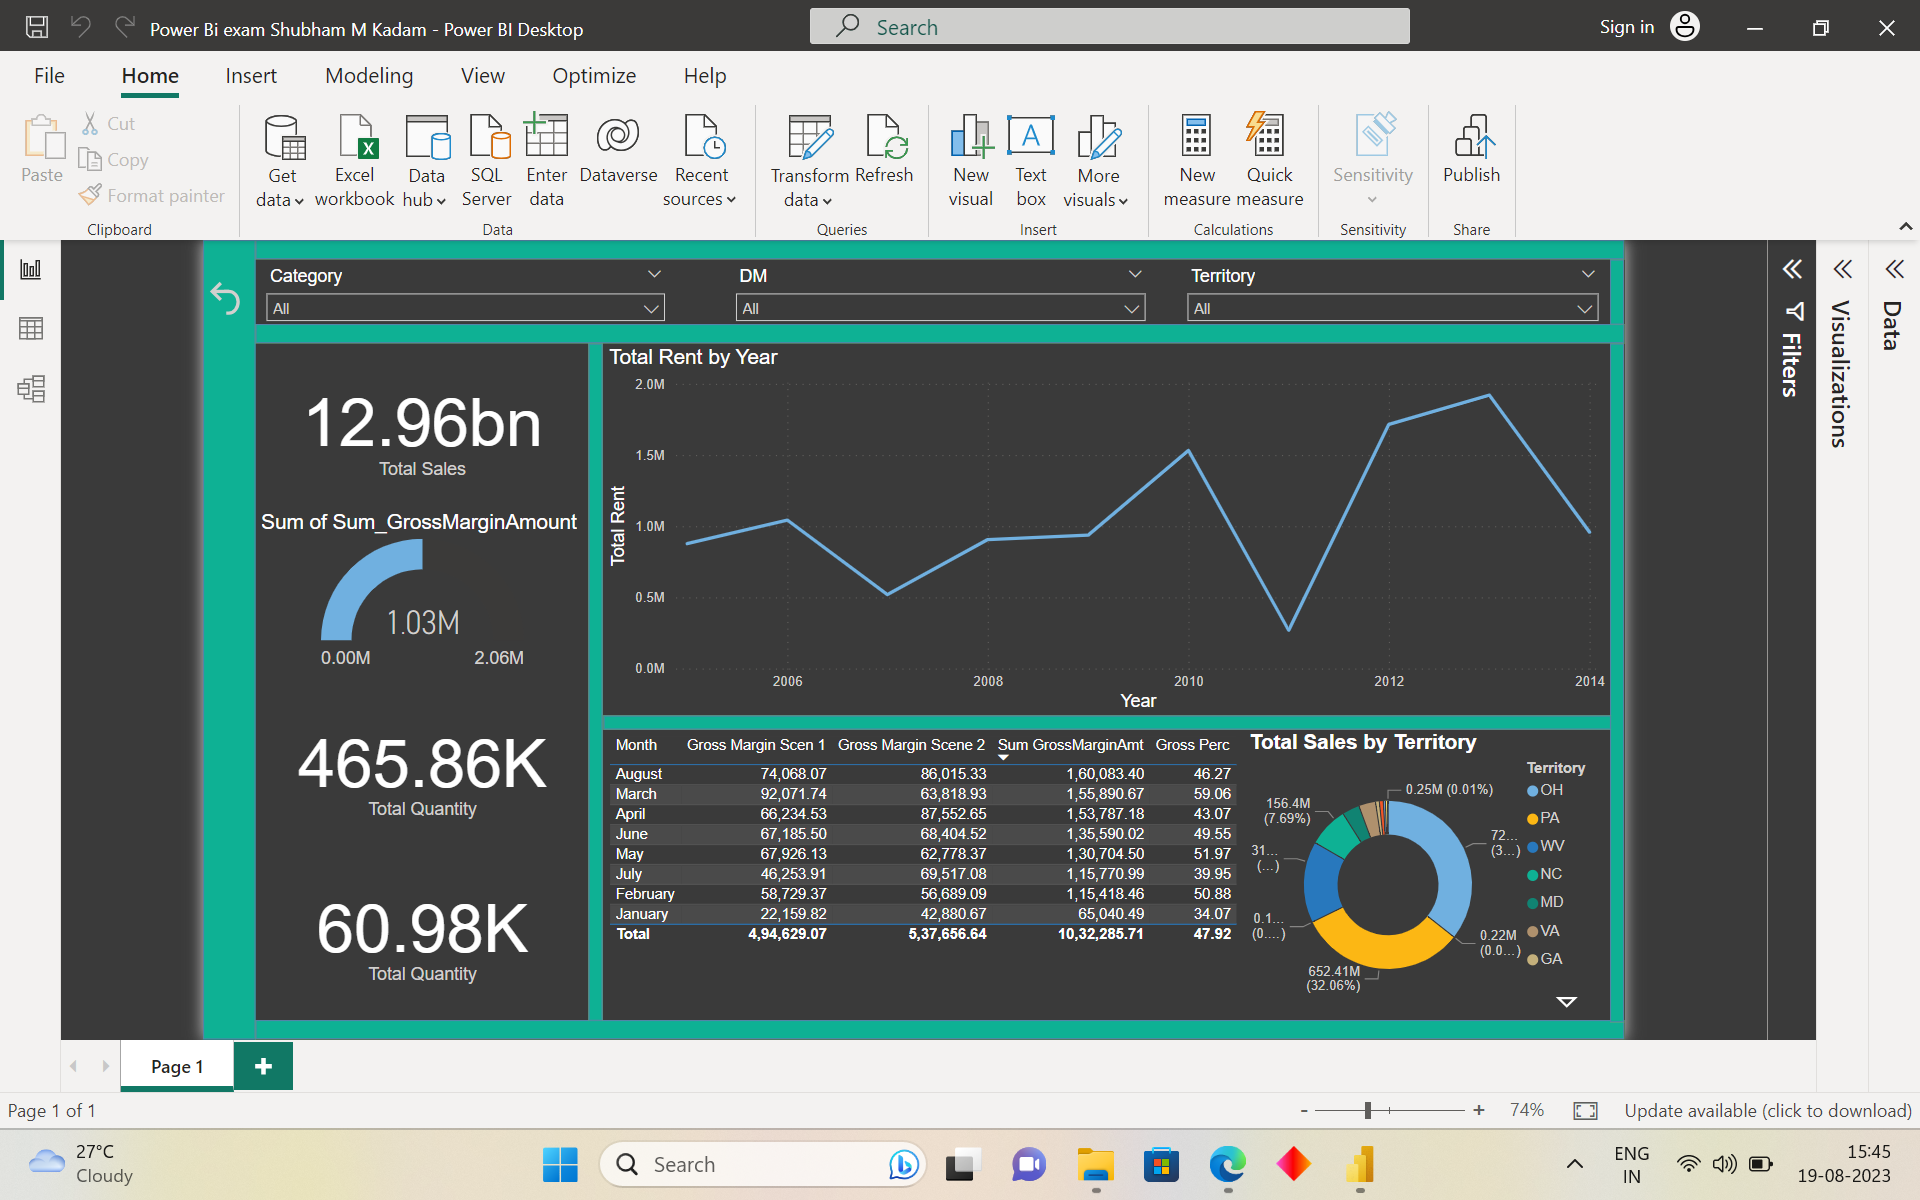 Power Bi exam Shubham M Kadam - Power BI Desktop
Search
Sign in
File Home Insert Modeling View Optimize Help
Paste
Cut
Copy
Format painter
Clipboard
Get data
Excel workbook
Data hub
SQL Server
Enter data
Dataverse
Recent sources
Data
Transform data
Refresh
Queries
New visual
Text box
More visuals
Insert
New measure
Quick measure
Calculations
Sensitivity
Sensitivity
Publish
Share
Category
All
DM
All
Territory
All
Filters
Visualizations
Data
12.96bn
Total Sales
Sum of Sum_GrossMarginAmount
1.03M
0.00M 2.06M
465.86K
Total Quantity
60.98K
Total Quantity
Total Rent by Year
Total Rent
2.0M
1.5M
1.0M
0.5M
0.0M
2006 2008 2010 2012 2014
Year
Month Gross Margin Scen 1 Gross Margin Scene 2 Sum GrossMarginAmt Gross Perc
August 74,068.07 86,015.33 1,60,083.40 46.27
March 92,071.74 63,818.93 1,55,890.67 59.06
April 66,234.53 87,552.65 1,53,787.18 43.07
June 67,185.50 68,404.52 1,35,590.02 49.55
May 67,926.13 62,778.37 1,30,704.50 51.97
July 46,253.91 69,517.08 1,15,770.99 39.95
February 58,729.37 56,689.09 1,15,418.46 50.88
January 22,159.82 42,880.67 65,040.49 34.07
Total 4,94,629.07 5,37,656.64 10,32,285.71 47.92
Total Sales by Territory
0.25M (0.01%)
156.4M
(7.69%)
31...
(...)
0.1...
(0....)
652.41M
(32.06%)
72...
(3...)
0.22M
(0.0...)
Territory
OH
PA
WV
NC
MD
VA
GA
Page 1
+
Page 1 of 1
- + 74%
Update available (click to download)
27°C
Cloudy
Search
ENG
IN
15:45
19-08-2023